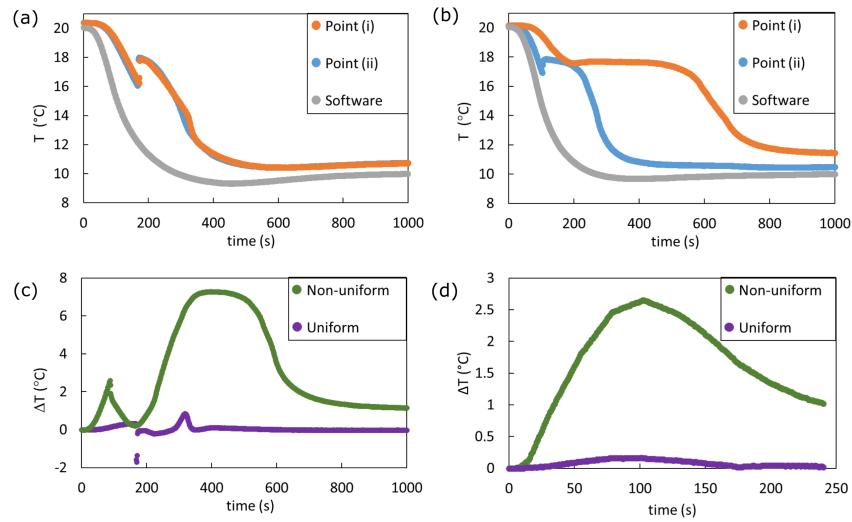 (a)
20
18
16
14
12
10
8
T (°C)
0 200 400 600 800 1000
time (s)
Point (i)
Point (ii)
Software
(b)
20
18
16
14
12
10
8
T (°C)
0 200 400 600 800 1000
time (s)
Point (i)
Point (ii)
Software
(c)
8
6
4
2
0
-2
ΔT (°C)
0 200 400 600 800 1000
time (s)
Non-uniform
Uniform
(d)
3
2.5
2
1.5
1
0.5
0
ΔT (°C)
0 50 100 150 200 250
time (s)
Non-uniform
Uniform